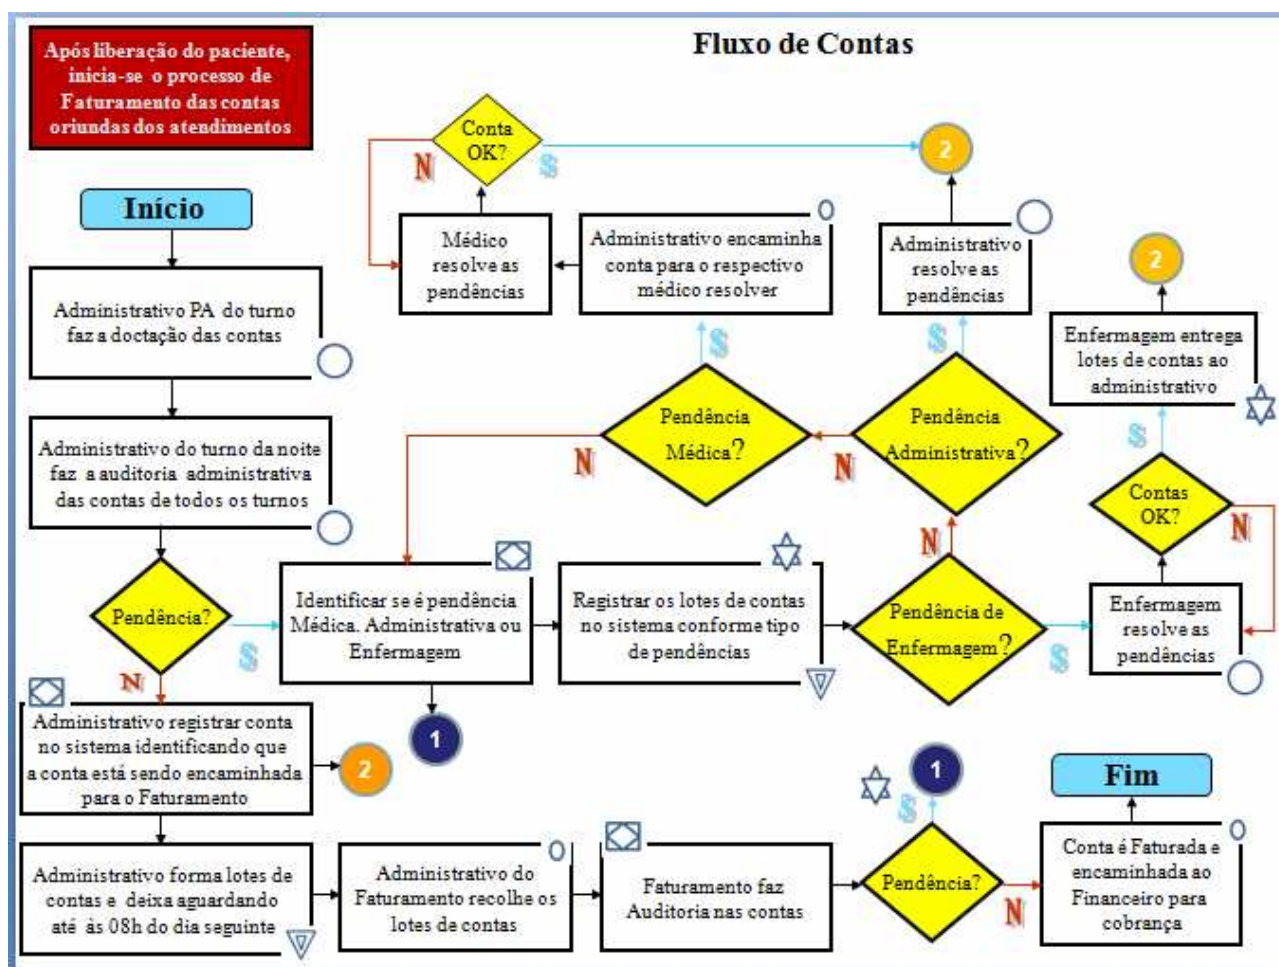 Fluxo de Contas
Após liberação do paciente,
inicia-se o processo de
Faturamento das contas
oriundas dos atendimentos
Início
Administrativo PA do turno
faz a doctação das contas
Administrativo do turno da noite
faz a auditoria administrativa
das contas de todos os turnos
Pendência?
S
N
Identificar se é pendência
Médica. Administrativa ou
Enfermagem
1
Registrar os lotes de contas
no sistema conforme tipo
de pendências
Pendência de
Enfermagem?
S
N
Enfermagem
resolve as
pendências
Contas
OK?
N
S
Enfermagem entrega
lotes de contas ao
administrativo
2
Pendência
Administrativa?
S
N
Administrativo
resolve as
pendências
2
Pendência
Médica?
S
N
Administrativo encaminha
conta para o respectivo
médico resolver
Médico
resolve as
pendências
Conta
OK?
N
S
Administrativo registrar conta
no sistema identificando que
a conta está sendo encaminhada
para o Faturamento
2
Administrativo forma lotes de
contas e deixa aguardando
até às 08h do dia seguinte
Administrativo do
Faturamento recolhe os
lotes de contas
Faturamento faz
Auditoria nas contas
Pendência?
S
1
N
Conta é Faturada e
encaminhada ao
Financeiro para
cobrança
Fim